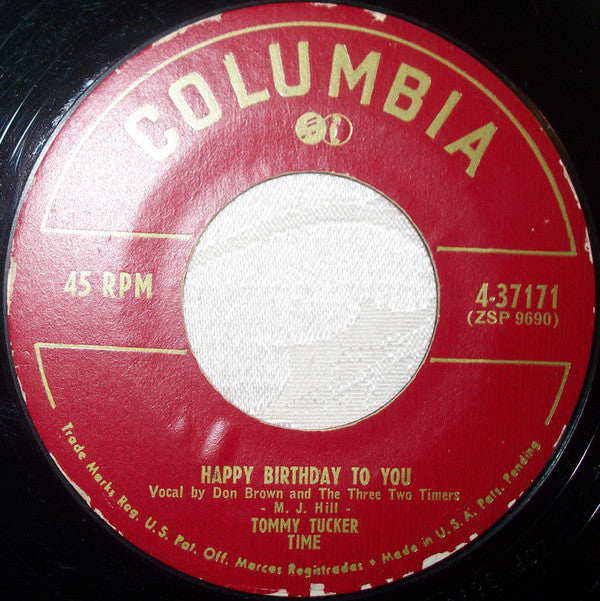 COLUMBIA
45 RPM
4-37171
(ZSP 9690)
HAPPY BIRTHDAY TO YOU
Vocal by Don Brown and The Three Two Timers
- M. J. Hill -
TOMMY TUCKER
TIME
Trade Marks Reg. U.S. Pat. Off. Marcas Registradas • Made in U.S.A. Pats. Pending